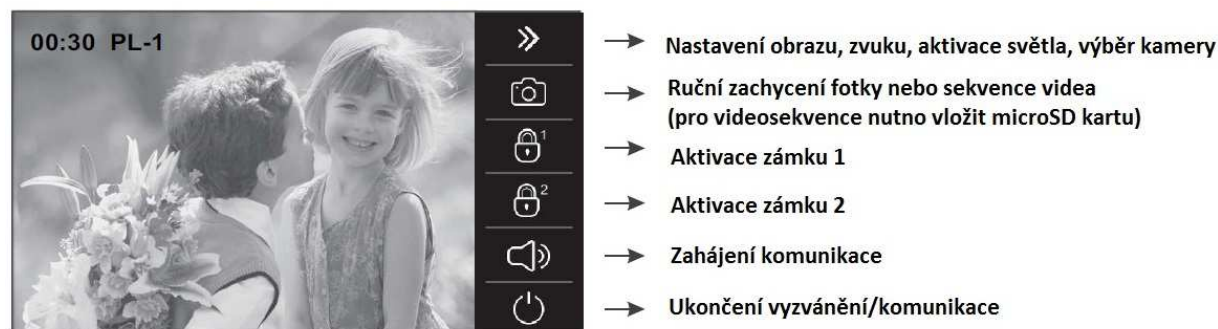 00:30 PL-1
Nastavení obrazu, zvuku, aktivace světla, výběr kamery
Ruční zachycení fotky nebo sekvence videa
(pro videosekvence nutno vložit microSD kartu)
1
Aktivace zámku 1
2
Aktivace zámku 2
Zahájení komunikace
Ukončení vyzvánění/komunikace